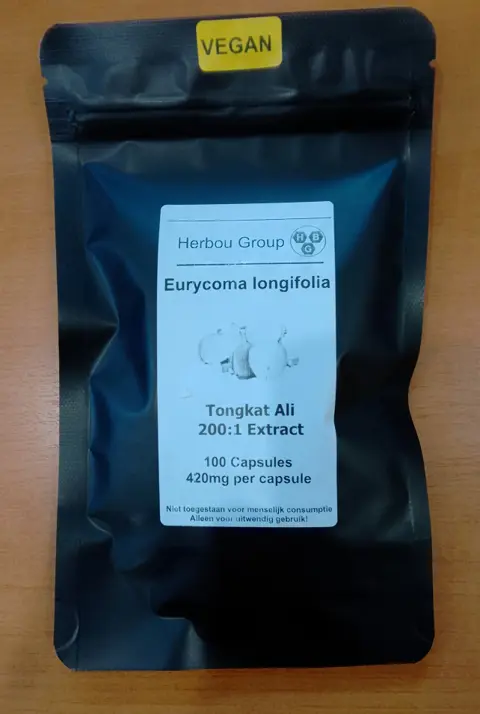 VEGAN
Herbou Group
H B
G
Eurycoma longifolia
Tongkat Ali
200:1 Extract
100 Capsules
420mg per capsule
Niet toegestaan voor menselijk consumptie
Alleen voor uitwendig gebruik!